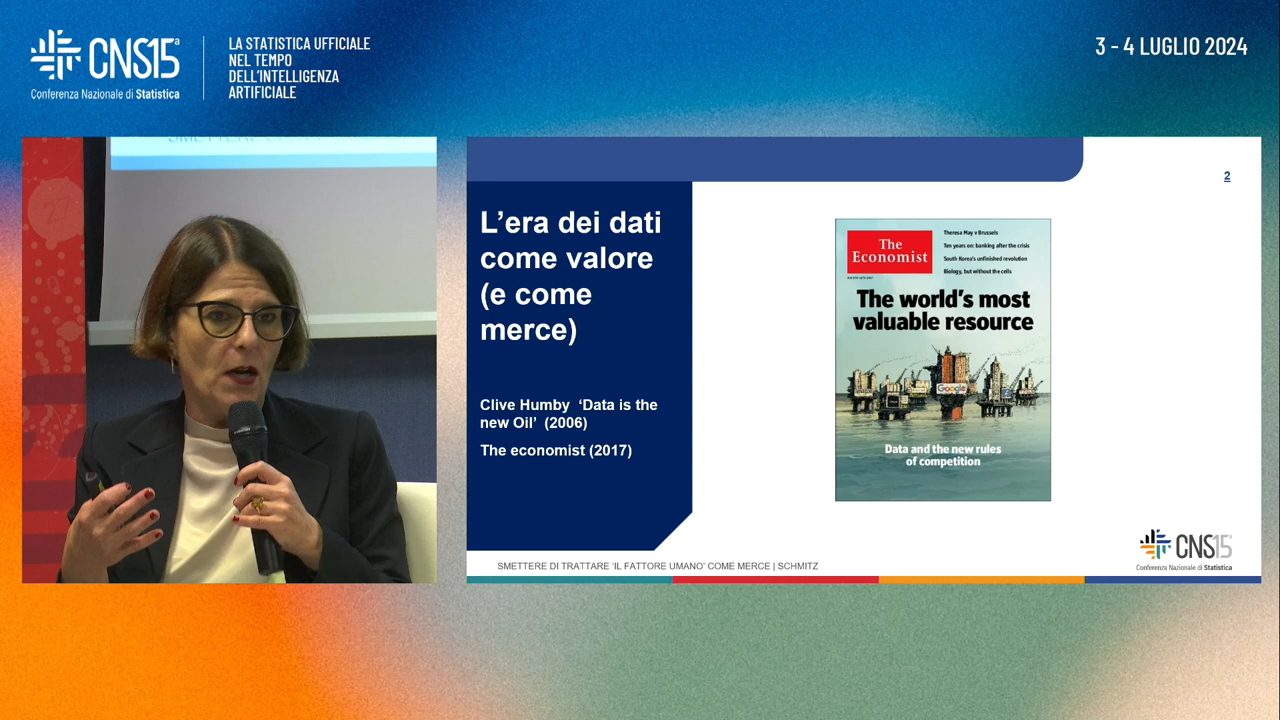 CNS15ª
Conferenza Nazionale di Statistica
LA STATISTICA UFFICIALE
NEL TEMPO
DELL'INTELLIGENZA
ARTIFICIALE
3 - 4 LUGLIO 2024
27
2
L'era dei dati
come valore
(e come
merce)
Clive Humby ‘Data is the
new Oil’ (2006)
The economist (2017)
The
Economist
Theresa May v Brussels
Ten years on: banking after the crisis
South Korea's unfinished revolution
Biology, but without the cells
The world's most
valuable resource
Google
Data and the new rules
of competition
SMETTERE DI TRATTARE ‘IL FATTORE UMANO’ COME MERCE | SCHMITZ
CNS15
Conferenza Nazionale di Statistica